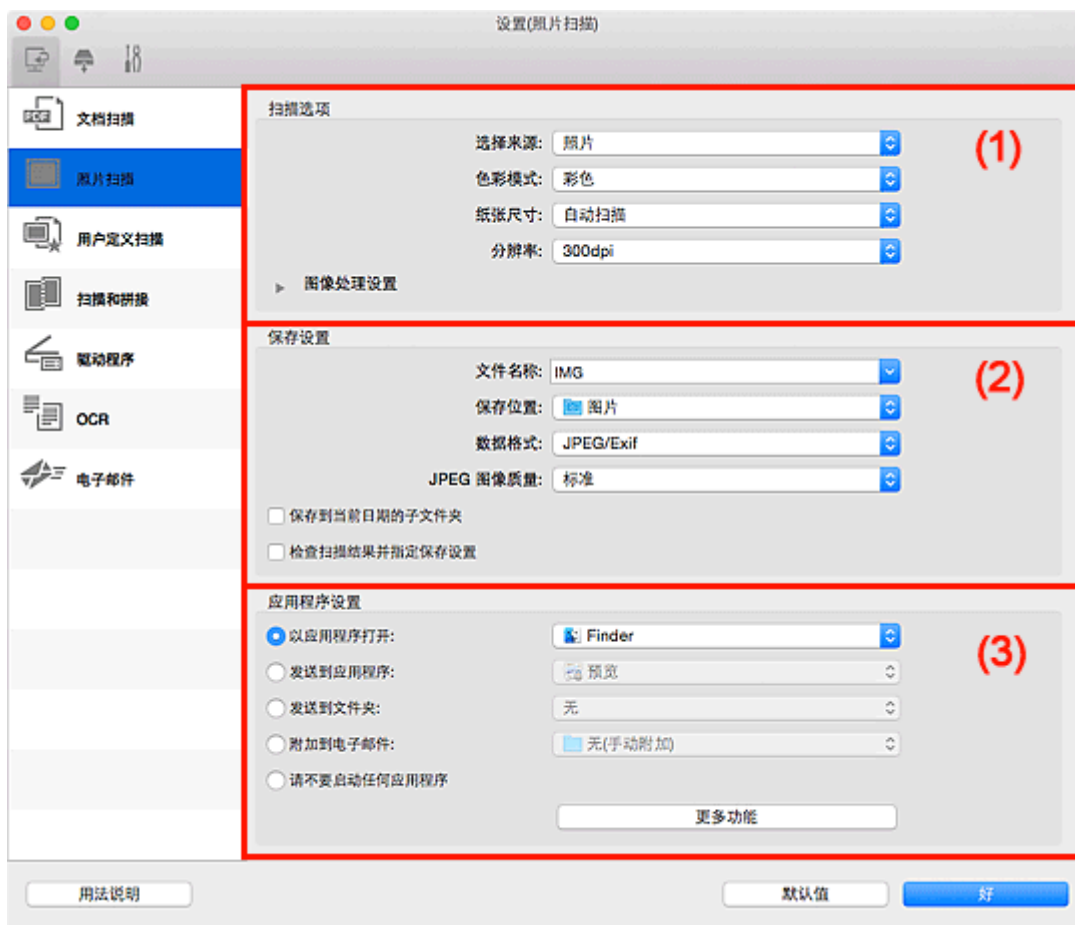 设置(照片扫描)
PDF
文档扫描
照片扫描
用户定义扫描
扫描和拼接
驱动程序
OCR
电子邮件
扫描选项
(1)
选择来源: 照片
色彩模式: 彩色
纸张尺寸: 自动扫描
分辨率: 300dpi
图像处理设置
保存设置
(2)
文件名称: IMG
保存位置: 图片
数据格式: JPEG/Exif
JPEG 图像质量: 标准
保存到当前日期的子文件夹
检查扫描结果并指定保存设置
应用程序设置
(3)
以应用程序打开: Finder
发送到应用程序: 预览
发送到文件夹: 无
附加到电子邮件: 无(手动附加)
请不要启动任何应用程序
更多功能
用法说明 默认值 好